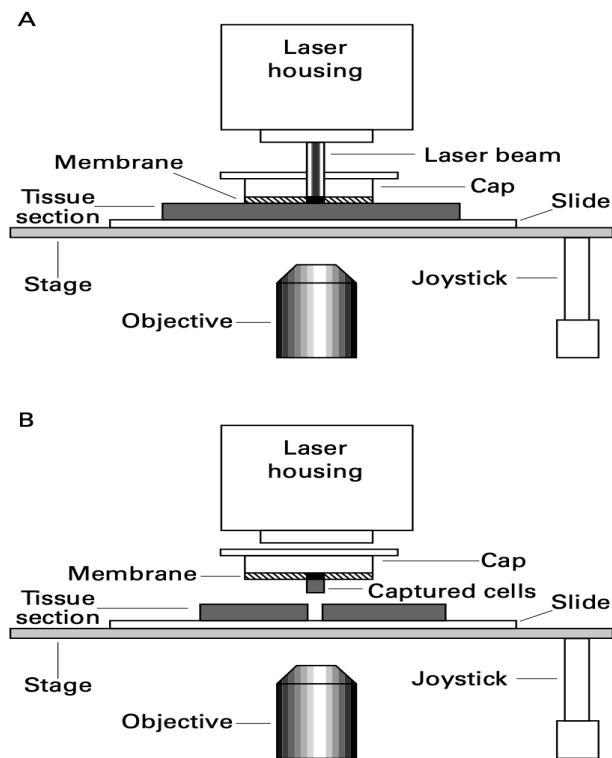 A
Laser
housing
Membrane
Laser beam
Cap
Tissue
section
Slide
Stage
Joystick
Objective
B
Laser
housing
Cap
Membrane
Captured cells
Tissue
section
Slide
Stage
Joystick
Objective